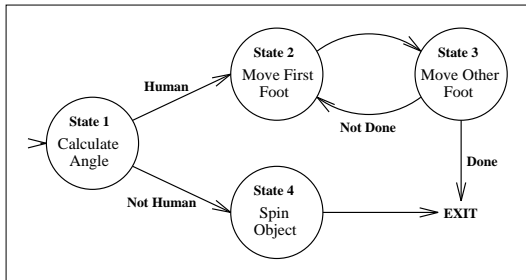 State 1
Calculate
Angle
Human
Not Human
State 2
Move First
Foot
State 3
Move Other
Foot
Not Done
Done
State 4
Spin
Object
EXIT